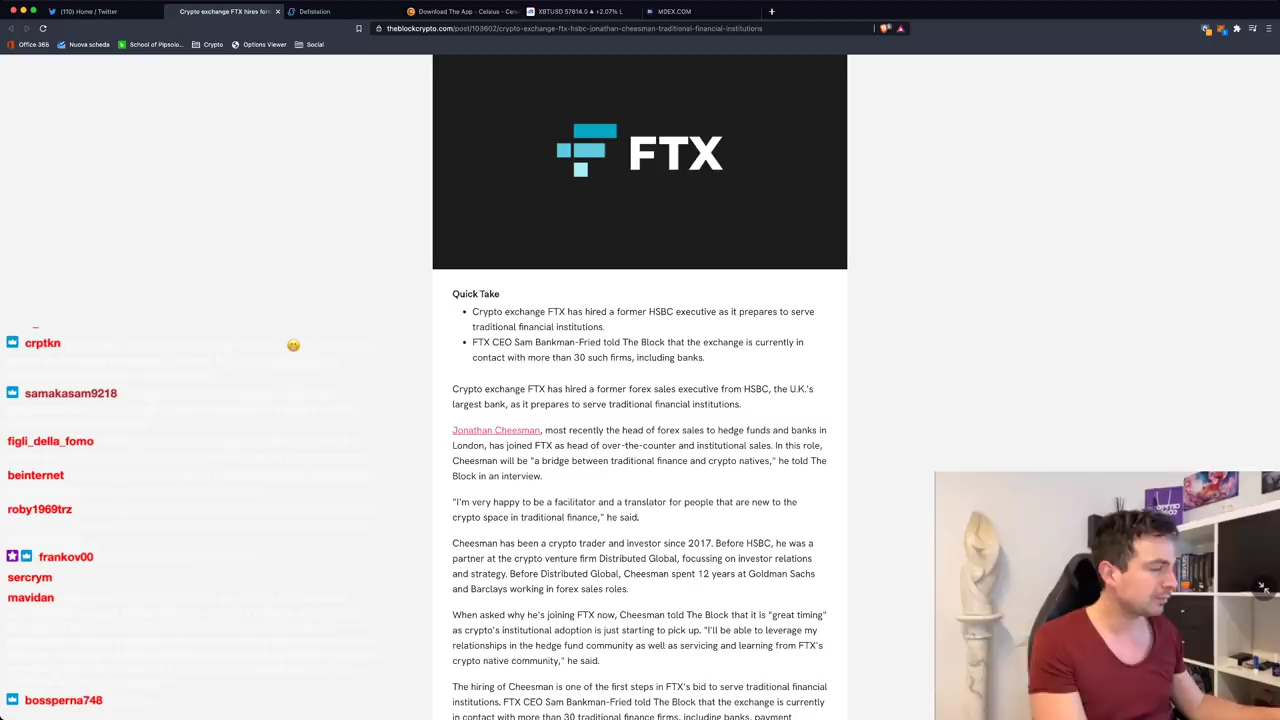 (110) Home / Twitter
Crypto exchange FTX hires form
Defistation
Download The App - Celsius - Cels
XBTUSD 57814.0 ▲ +2.07% L
MDEX.COM
theblockcrypto.com/post/103602/crypto-exchange-ftx-hsbc-jonathan-cheesman-traditional-financial-institutions
Office 365
Nuova scheda
School of Pipsolo...
Crypto
Options Viewer
Social
FTX
Quick Take
• Crypto exchange FTX has hired a former HSBC executive as it prepares to serve
traditional financial institutions.
• FTX CEO Sam Bankman-Fried told The Block that the exchange is currently in
contact with more than 30 such firms, including banks.
Crypto exchange FTX has hired a former forex sales executive from HSBC, the U.K.'s
largest bank, as it prepares to serve traditional financial institutions.
Jonathan Cheesman, most recently the head of forex sales to hedge funds and banks in
London, has joined FTX as head of over-the-counter and institutional sales. In this role,
Cheesman will be "a bridge between traditional finance and crypto natives," he told The
Block in an interview.
"I'm very happy to be a facilitator and a translator for people that are new to the
crypto space in traditional finance," he said.
Cheesman has been a crypto trader and investor since 2017. Before HSBC, he was a
partner at the crypto venture firm Distributed Global, focussing on investor relations
and strategy. Before Distributed Global, Cheesman spent 12 years at Goldman Sachs
and Barclays working in forex sales roles.
When asked why he's joining FTX now, Cheesman told The Block that it is "great timing"
as crypto's institutional adoption is just starting to pick up. "I'll be able to leverage my
relationships in the hedge fund community as well as servicing and learning from FTX's
crypto native community," he said.
The hiring of Cheesman is one of the first steps in FTX's bid to serve traditional financial
institutions. FTX CEO Sam Bankman-Fried told The Block that the exchange is currently
in contact with more than 30 traditional finance firms, including banks, payment
crptkn
samakasam9218
figli_della_fomo
beinternet
roby1969trz
frankov00
sercrym
mavidan
bossperna748